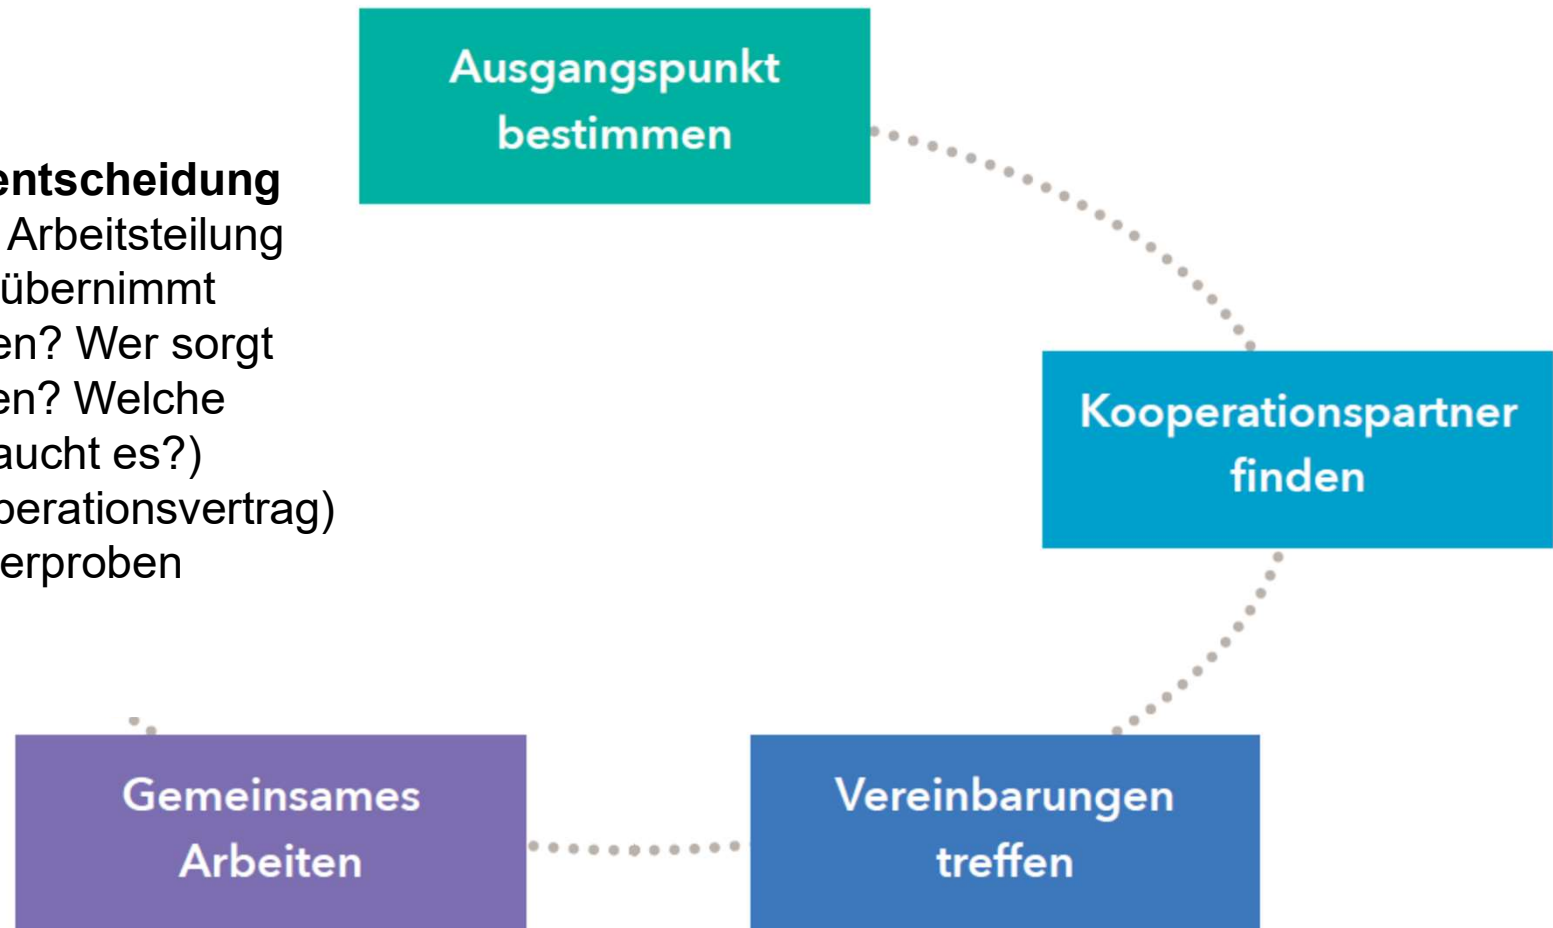 Ausgangspunkt
bestimmen
entscheidung
Arbeitsteilung
übernimmt
en? Wer sorgt
en? Welche
aucht es?)
perationsvertrag)
erproben
Kooperationspartner
finden
Vereinbarungen
treffen
Gemeinsames
Arbeiten